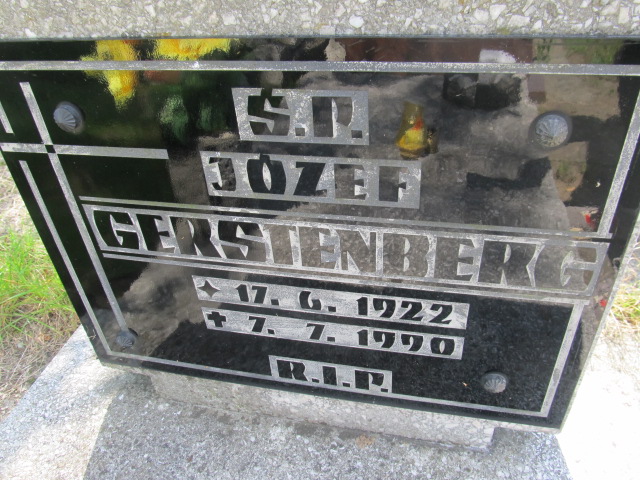 Ś.P.
JÓZEF
GERSTENBERG
✦ 17. 6. 1922
✝ 7. 7. 1990
R.I.P.